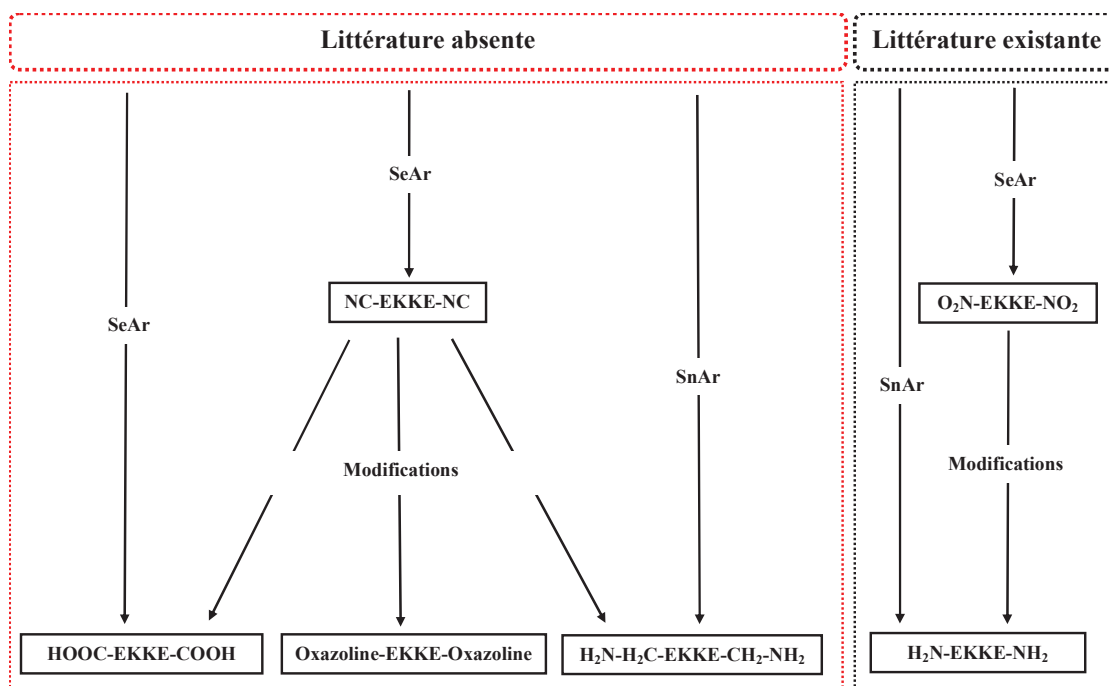 Littérature absente
Littérature existante
SeAr
SeAr
NC-EKKE-NC
O₂N-EKKE-NO₂
SeAr
SnAr
SnAr
Modifications
Modifications
HOOC-EKKE-COOH
Oxazoline-EKKE-Oxazoline
H₂N-H₂C-EKKE-CH₂-NH₂
H₂N-EKKE-NH₂